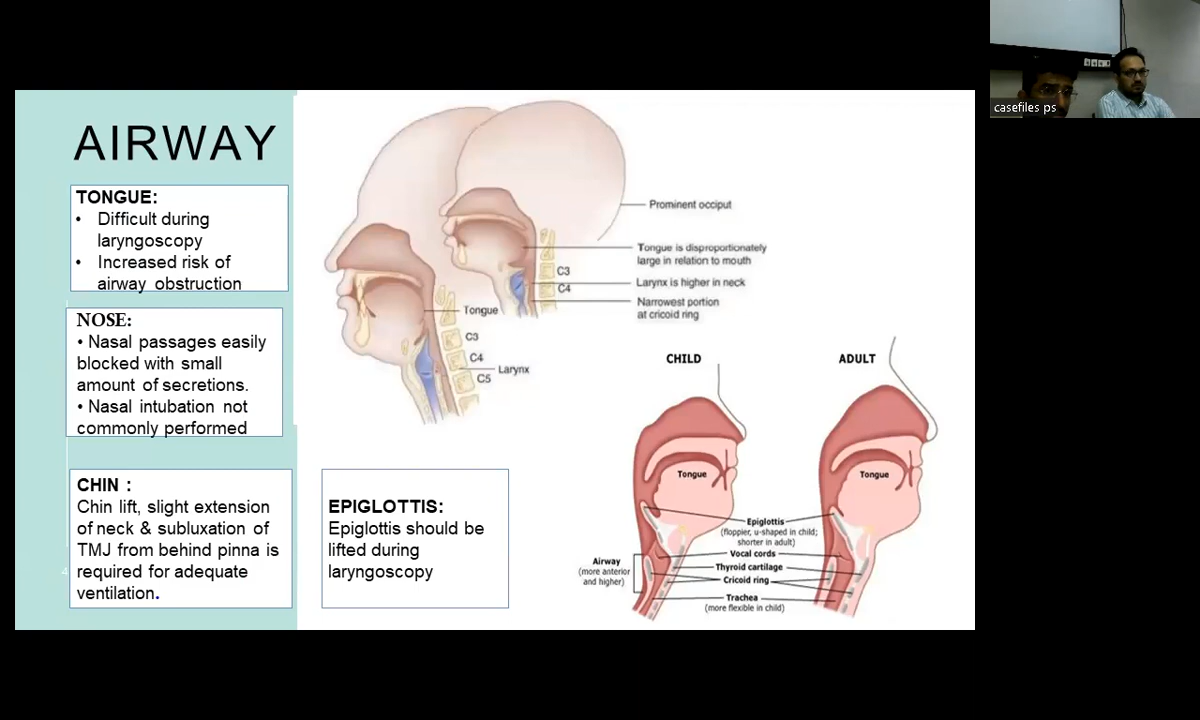 AIRWAY
TONGUE:
• Difficult during
laryngoscopy
• Increased risk of
airway obstruction
NOSE:
• Nasal passages easily
blocked with small
amount of secretions.
• Nasal intubation not
commonly performed
CHIN :
Chin lift, slight extension
of neck & subluxation of
TMJ from behind pinna is
required for adequate
ventilation.
EPIGLOTTIS:
Epiglottis should be
lifted during
laryngoscopy
Prominent occiput
Tongue is disproportionately
large in relation to mouth
C3
Larynx is higher in neck
C4
Narrowest portion
at cricoid ring
Tongue
C3
C4
Larynx
C5
CHILD
ADULT
Tongue
Tongue
Epiglottis
(floppier, u-shaped in child;
shorter in adult)
Vocal cords
Airway
(more anterior
and higher)
Thyroid cartilage
Cricoid ring
Trachea
(more flexible in child)
casefiles ps